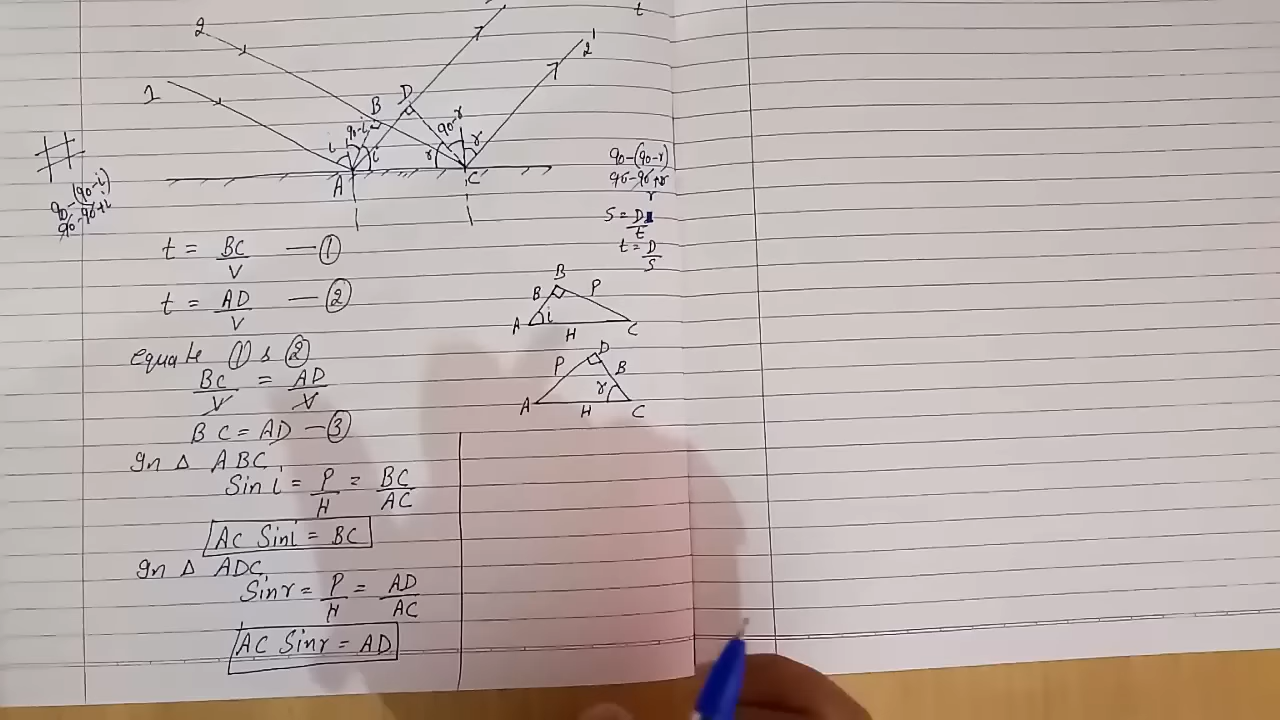 2
t
1'
2'
1
B
D
90-i
90-r
i
i
r
r
A
C
90-(90-i)
90-90+i
90-(90-r)
90-90+r
r
S = D/t
t = D/S
t = BC/V — ①
t = AD/V — ②
equate ① & ②
BC/V = AD/V
BC = AD — ③
In Δ ABC,
Sin i = P/H = BC/AC
AC Sin i = BC
In Δ ADC,
Sin r = P/H = AD/AC
AC Sin r = AD
B
B
P
A
i
H
C
D
P
B
r
A
H
C